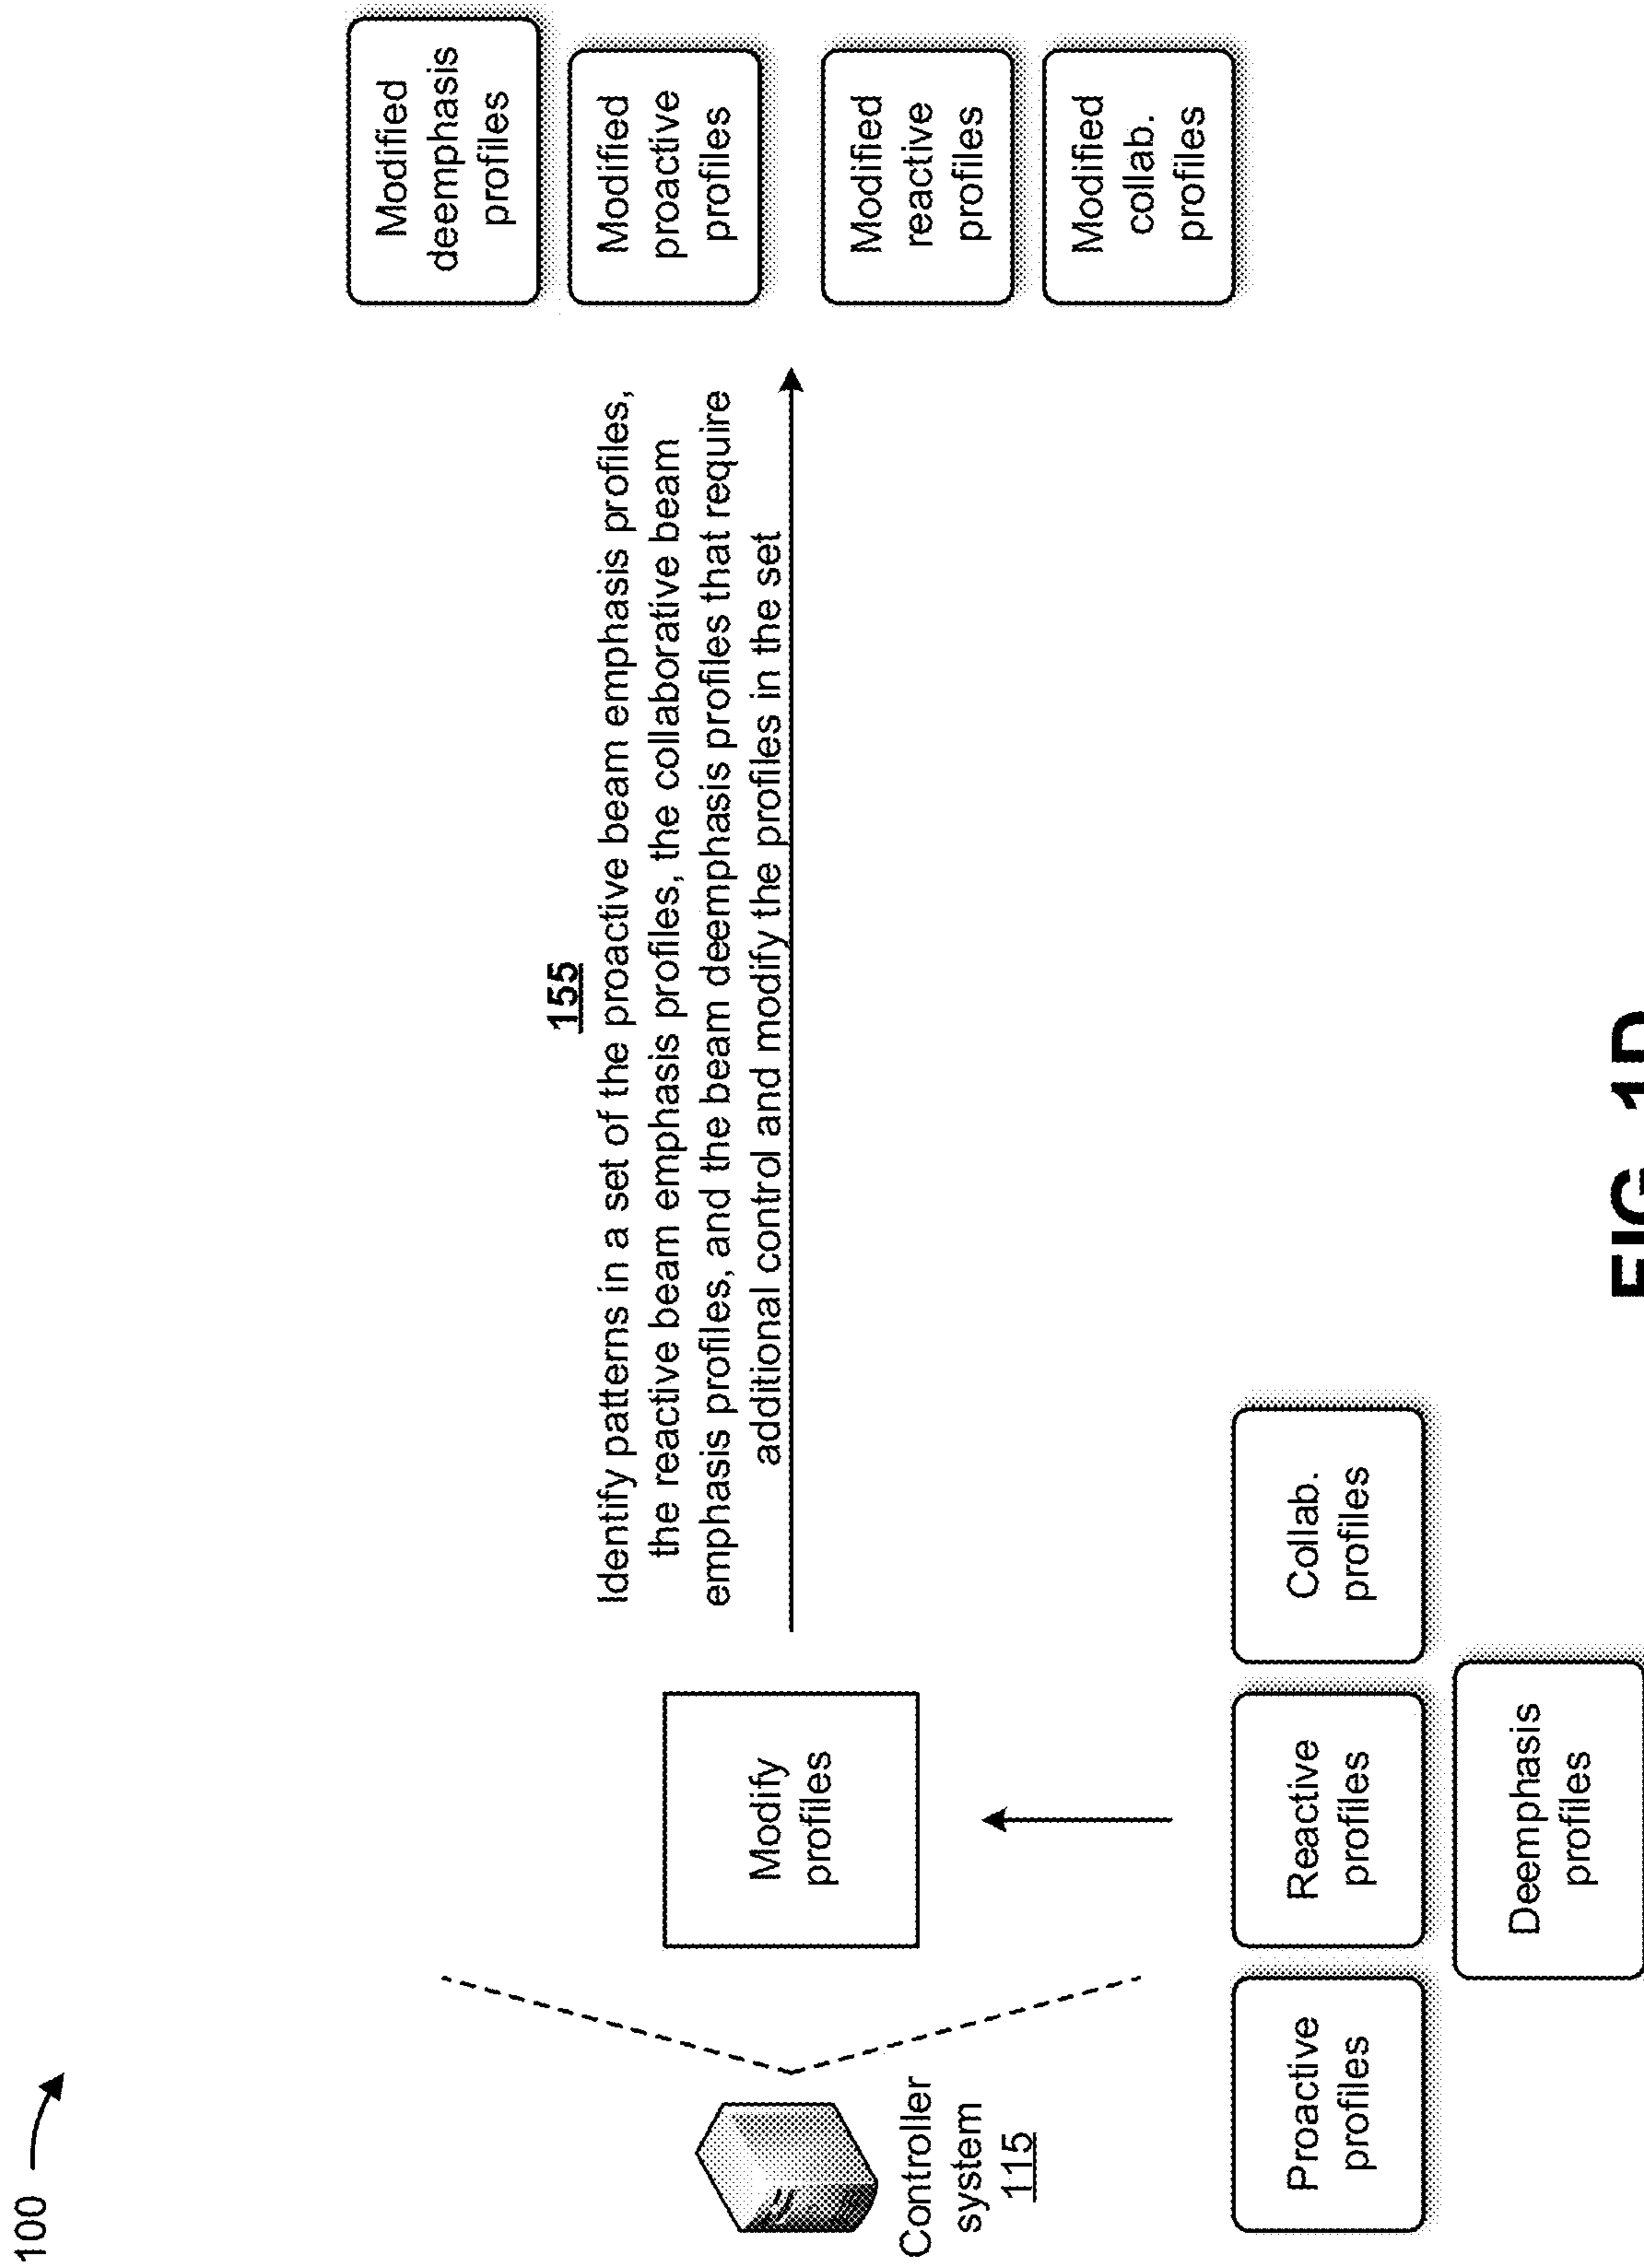 100
155
Identify patterns in a set of the proactive beam emphasis profiles,
the reactive beam emphasis profiles, the collaborative beam
emphasis profiles, and the beam deemphasis profiles that require
additional control and modify the profiles in the set
Modified
deemphasis
profiles
Modified
proactive
profiles
Modified
reactive
profiles
Modified
collab.
profiles
Modify
profiles
Controller
system
115
Proactive
profiles
Reactive
profiles
Collab.
profiles
Deemphasis
profiles
FIG. 1D